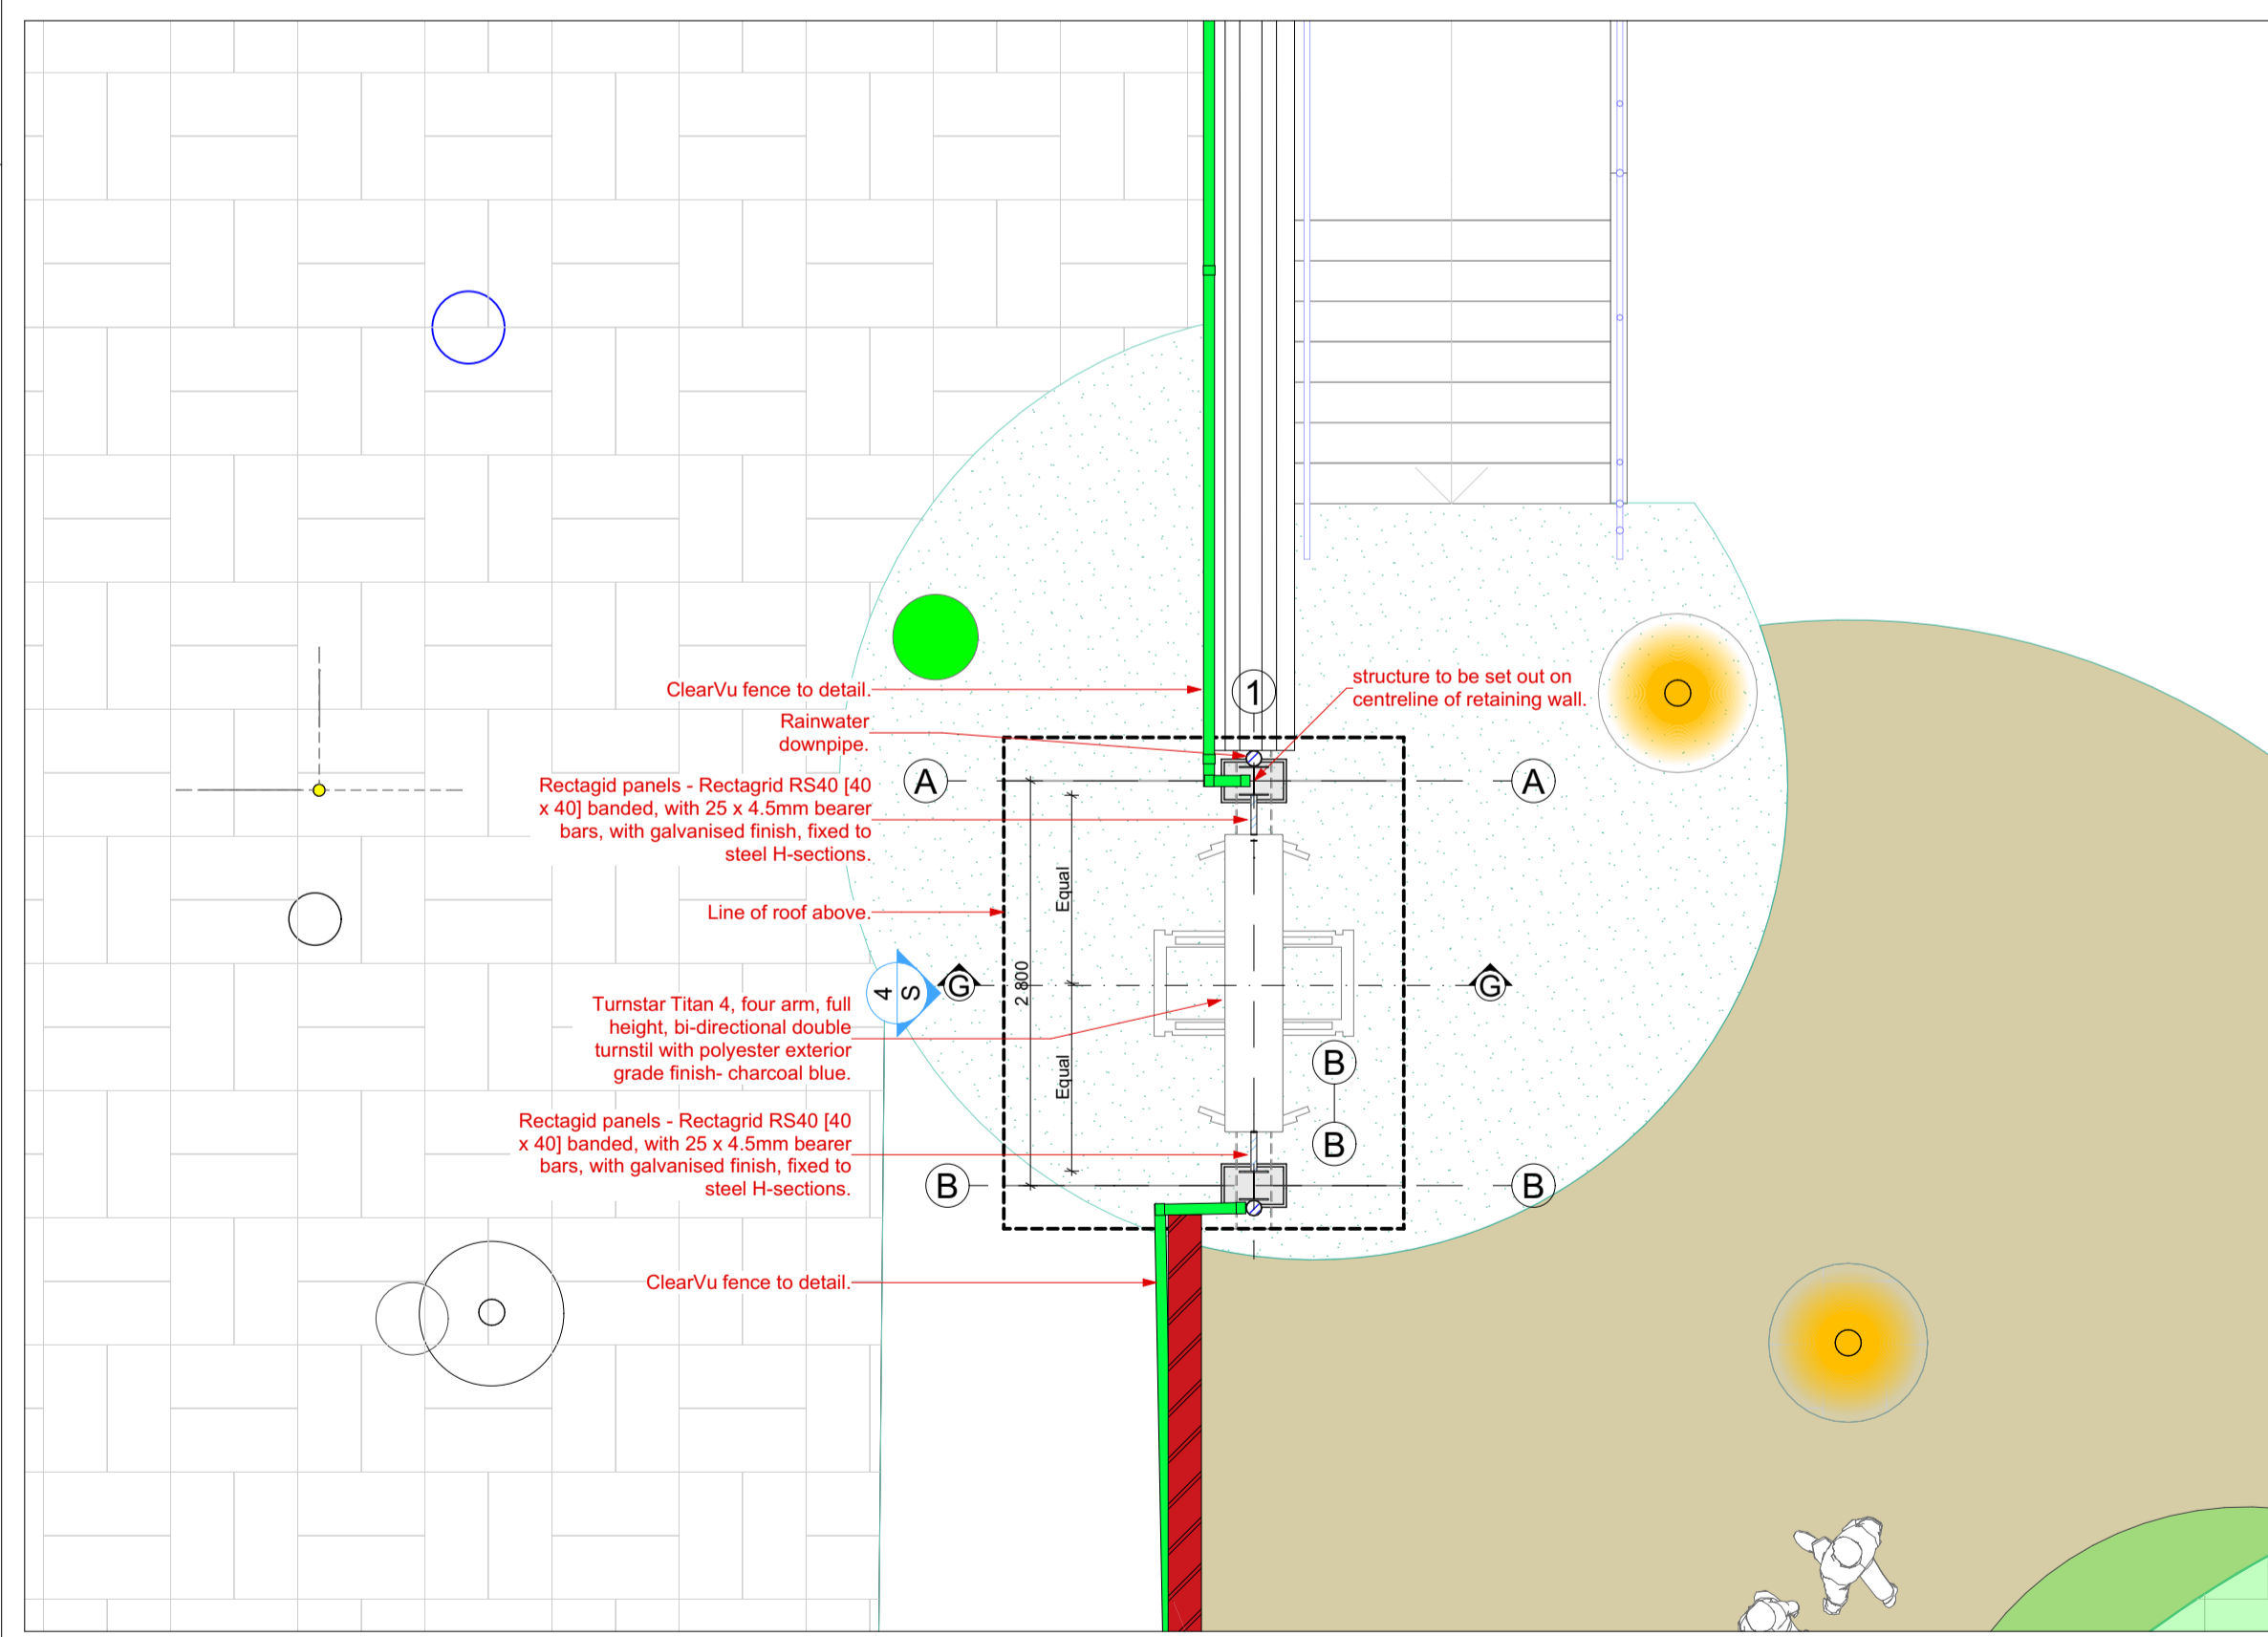 ClearVu fence to detail.
1
structure to be set out on
centreline of retaining wall.
Rainwater
downpipe.
A
A
Rectagid panels - Rectagrid RS40 [40
x 40] banded, with 25 x 4.5mm bearer
bars, with galvanised finish, fixed to
steel H-sections.
Equal
Line of roof above.
2 800
4
S
G
G
Turnstar Titan 4, four arm, full
height, bi-directional double
turnstil with polyester exterior
grade finish- charcoal blue.
Equal
B
B
Rectagid panels - Rectagrid RS40 [40
x 40] banded, with 25 x 4.5mm bearer
bars, with galvanised finish, fixed to
steel H-sections.
B
B
ClearVu fence to detail.